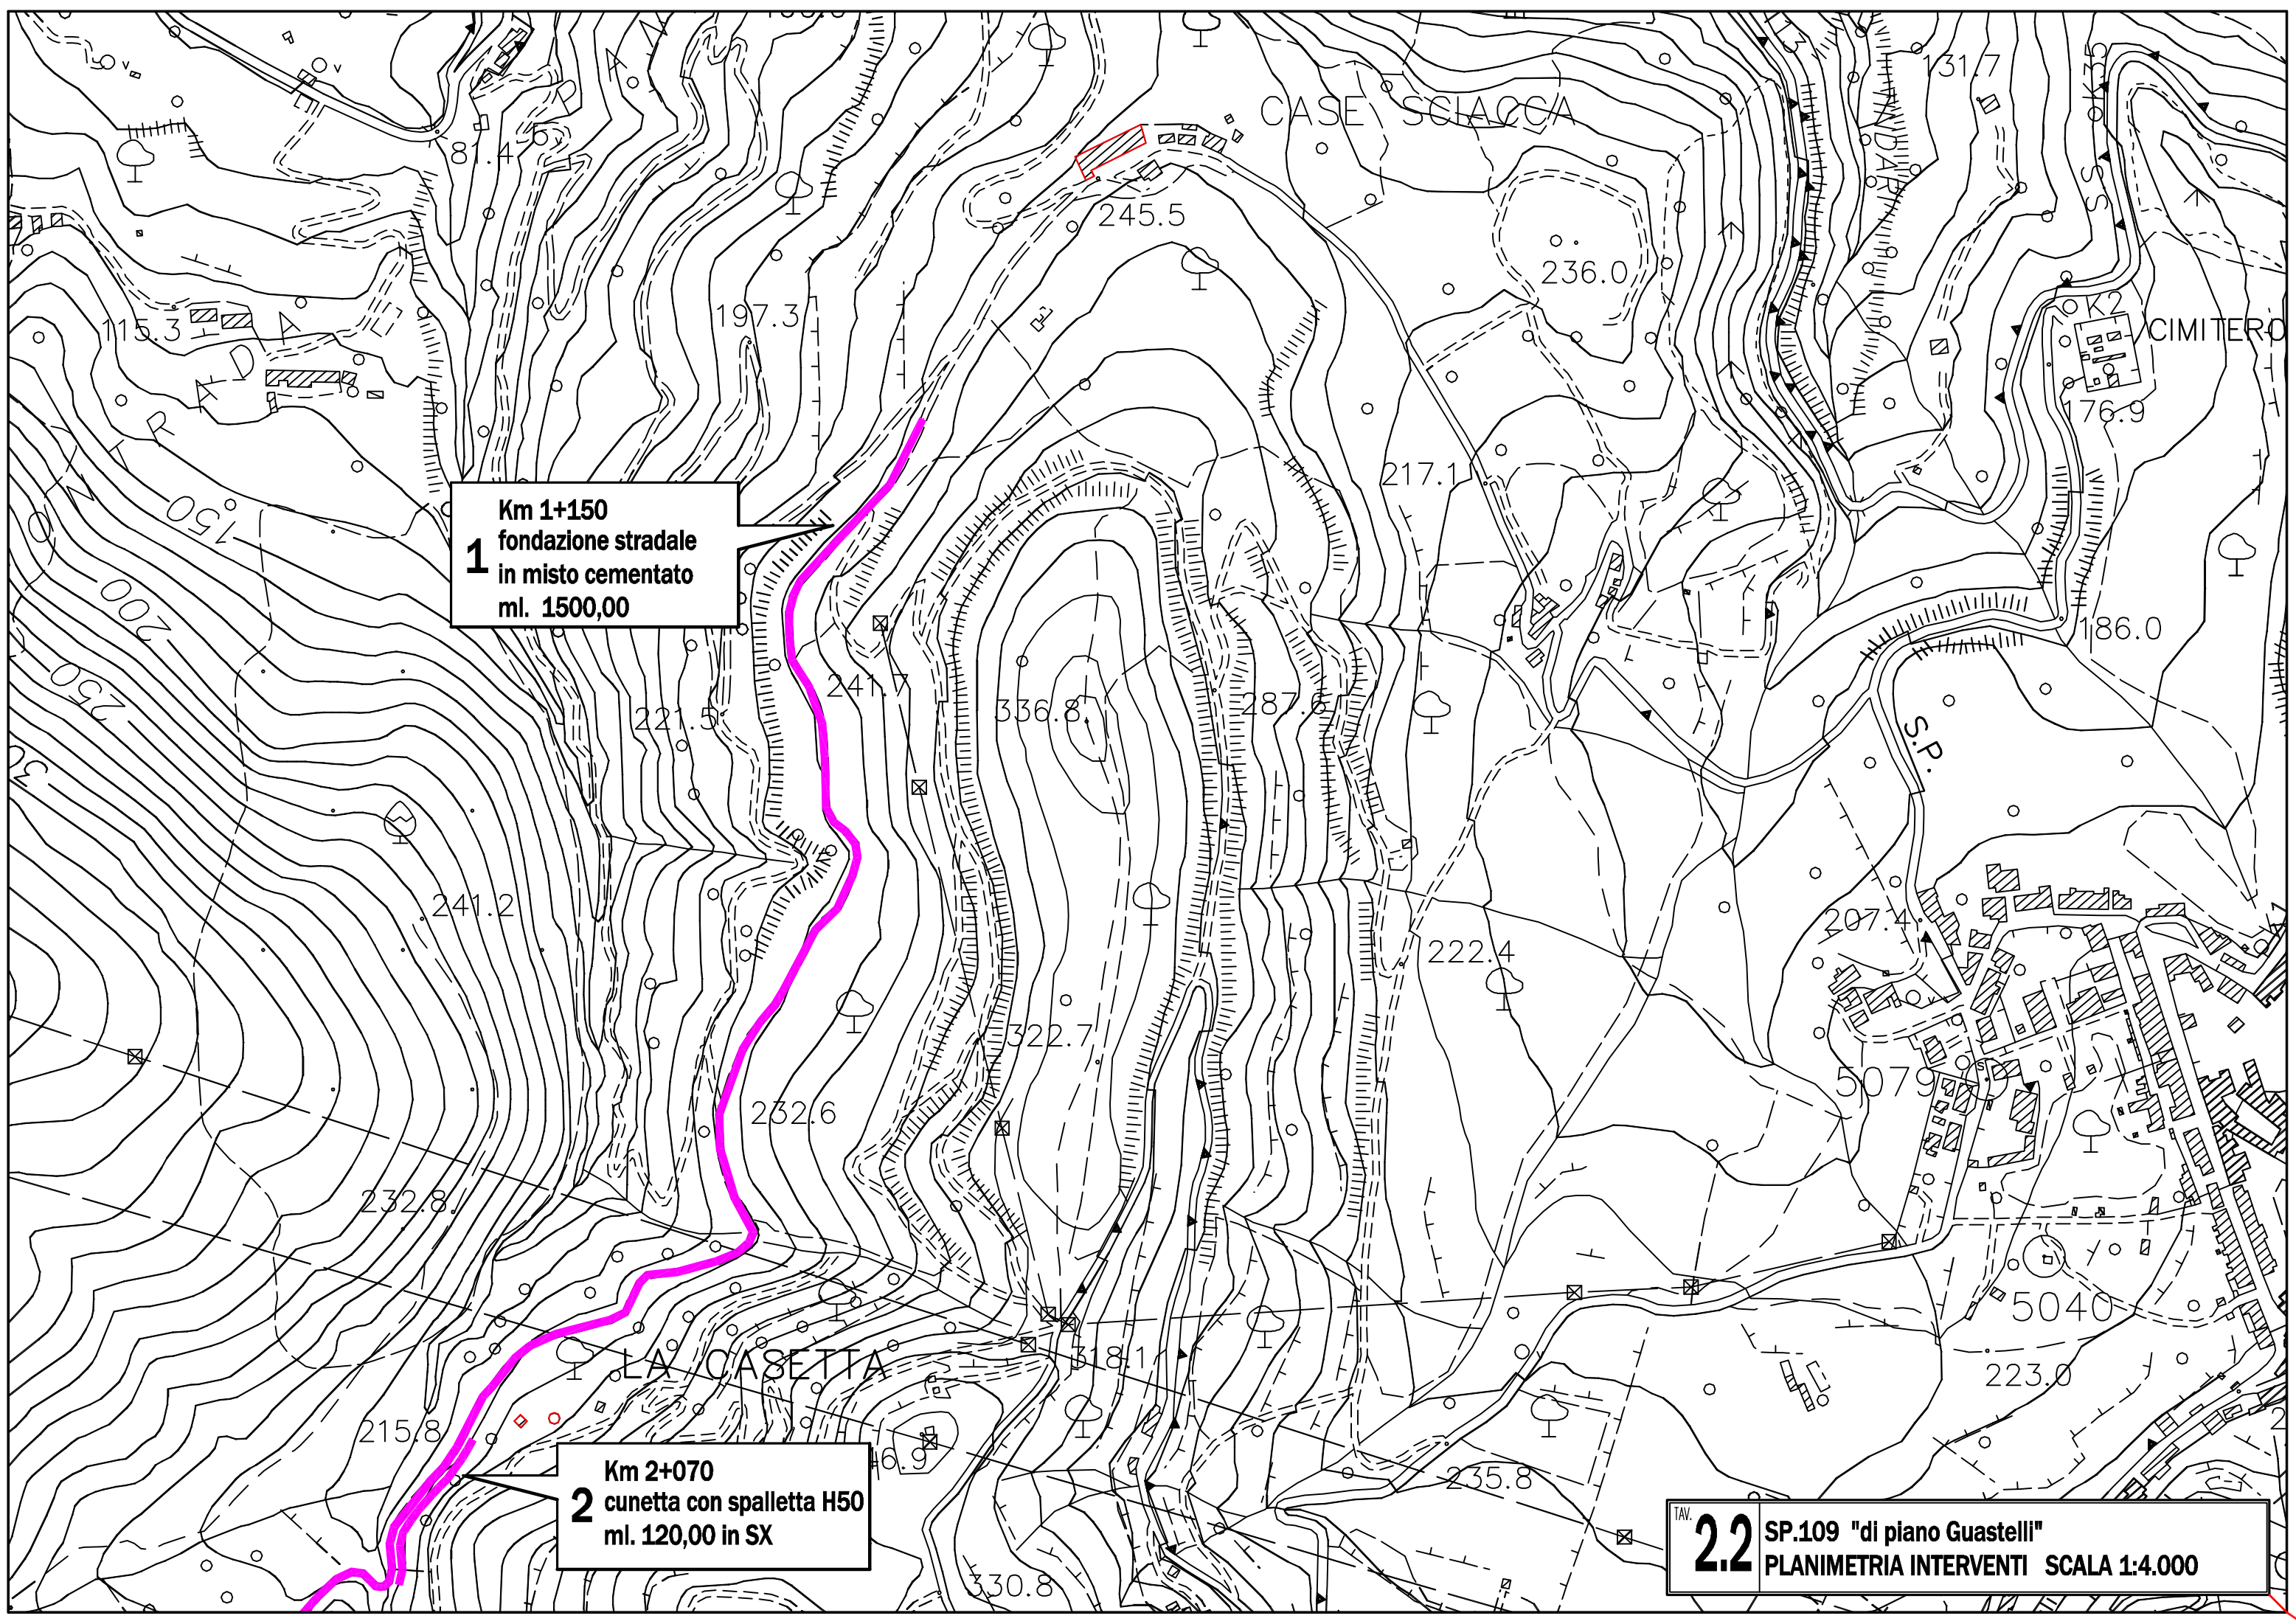 CASE SCIACCA
131.7
81.4
245.5
236.0
115.3
197.3
K2
CIMITERO
176.9
217.1
150
Km 1+150
1 fondazione stradale
in misto cementato
ml. 1500,00
200
186.0
250
241.7
221.5
336.8
287.6
S.P.
241.2
207.4
222.4
322.7
5079
232.6
232.8
5040
318.1
LA CASETTA
223.0
215.8
46.9
Km 2+070
2 cunetta con spalletta H50
ml. 120,00 in SX
235.8
330.8
TAV.
2.2
SP.109 "di piano Guastelli"
PLANIMETRIA INTERVENTI SCALA 1:4.000